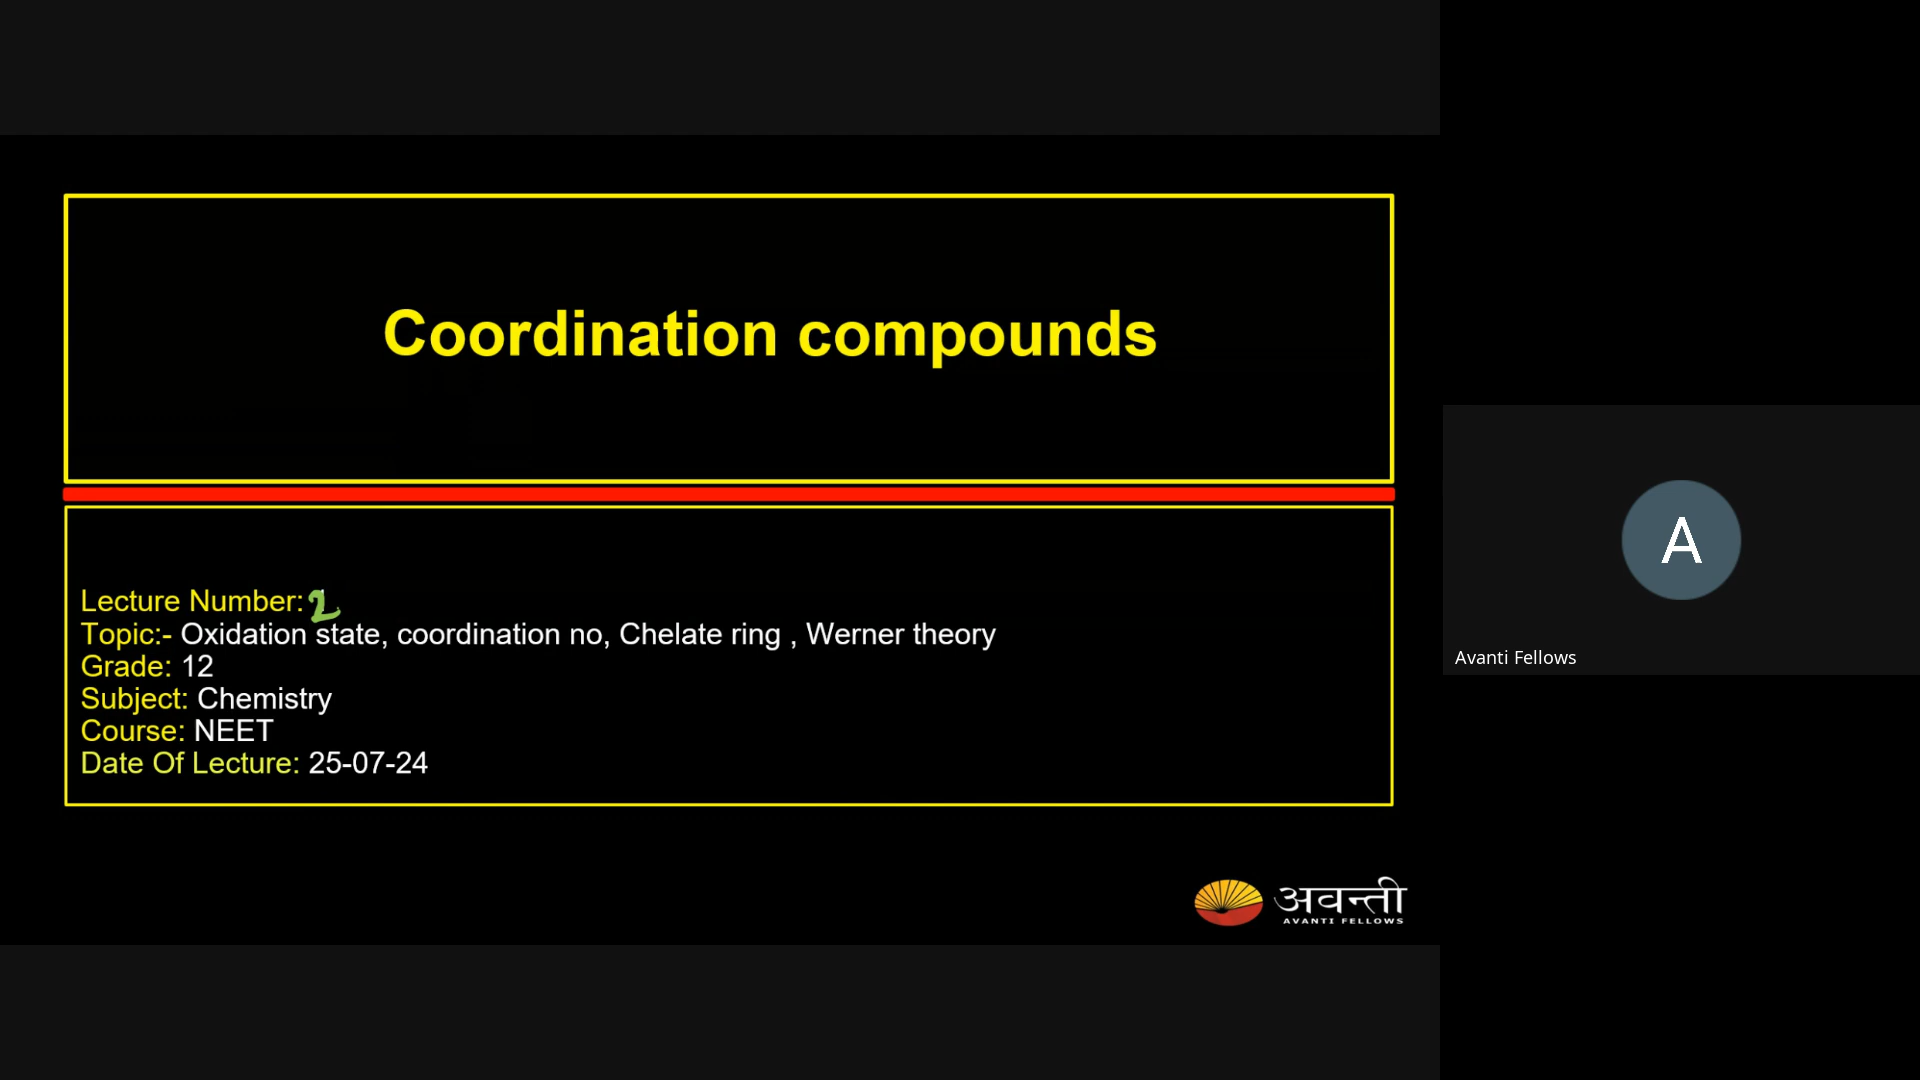 Coordination compounds
Lecture Number: 2
Topic:- Oxidation state, coordination no, Chelate ring , Werner theory
Grade: 12
Subject: Chemistry
Course: NEET
Date Of Lecture: 25-07-24
अवन्ती
AVANTI FELLOWS
A
Avanti Fellows